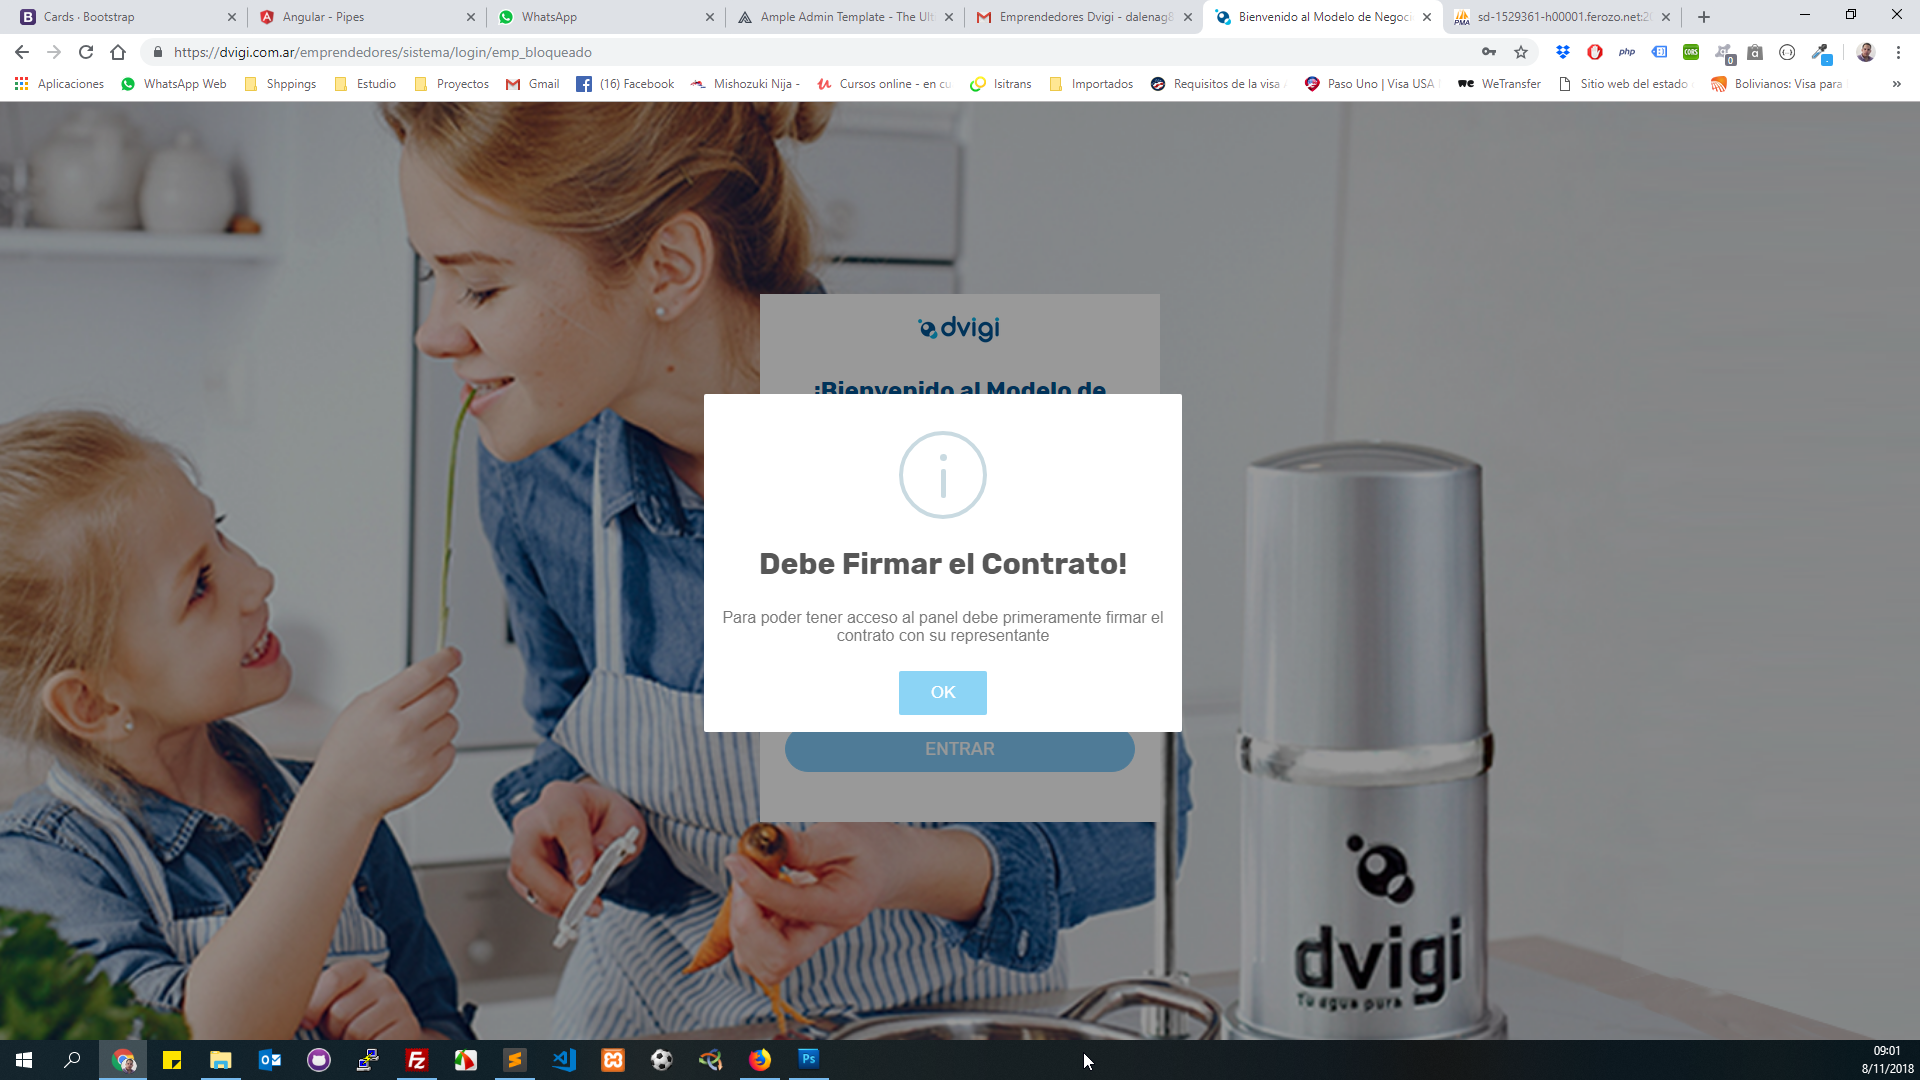 Cards · Bootstrap
Angular - Pipes
WhatsApp
Ample Admin Template - The Ult
Emprendedores Dvigi - dalenag8
Bienvenido al Modelo de Negoci
sd-1529361-h00001.ferozo.net:2
https://dvigi.com.ar/emprendedores/sistema/login/emp_bloqueado
Aplicaciones
WhatsApp Web
Shppings
Estudio
Proyectos
Gmail
(16) Facebook
Mishozuki Nija -
Cursos online - en cu
Isitrans
Importados
Requisitos de la visa
Paso Uno | Visa USA
WeTransfer
Sitio web del estado
Bolivianos: Visa para
dvigi
¡Bienvenido al Modelo de
Debe Firmar el Contrato!
Para poder tener acceso al panel debe primeramente firmar el
contrato con su representante
OK
ENTRAR
dvigi
Tu agua pura
09:01
8/11/2018